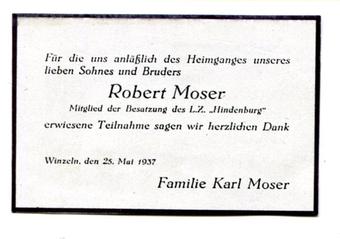 Für die uns anläßlich des Heimganges unseres
lieben Sohnes und Bruders
Robert Moser
Mitglied der Besatzung des L.Z. „Hindenburg"
erwiesene Teilnahme sagen wir herzlichen Dank
Winzeln, den 25. Mai 1937
Familie Karl Moser